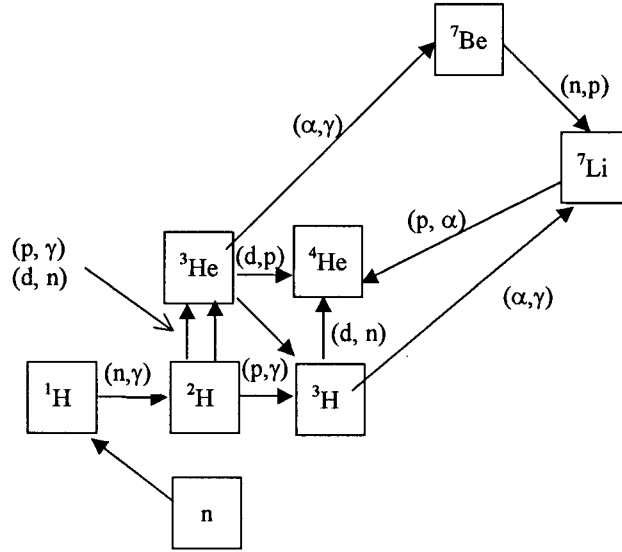 ⁷Be
(n,p)
(α,γ)
⁷Li
(p, α)
(p, γ)
(d, n)
³He
(d,p)
⁴He
(α,γ)
(d, n)
¹H
(n,γ)
²H
(p,γ)
³H
n